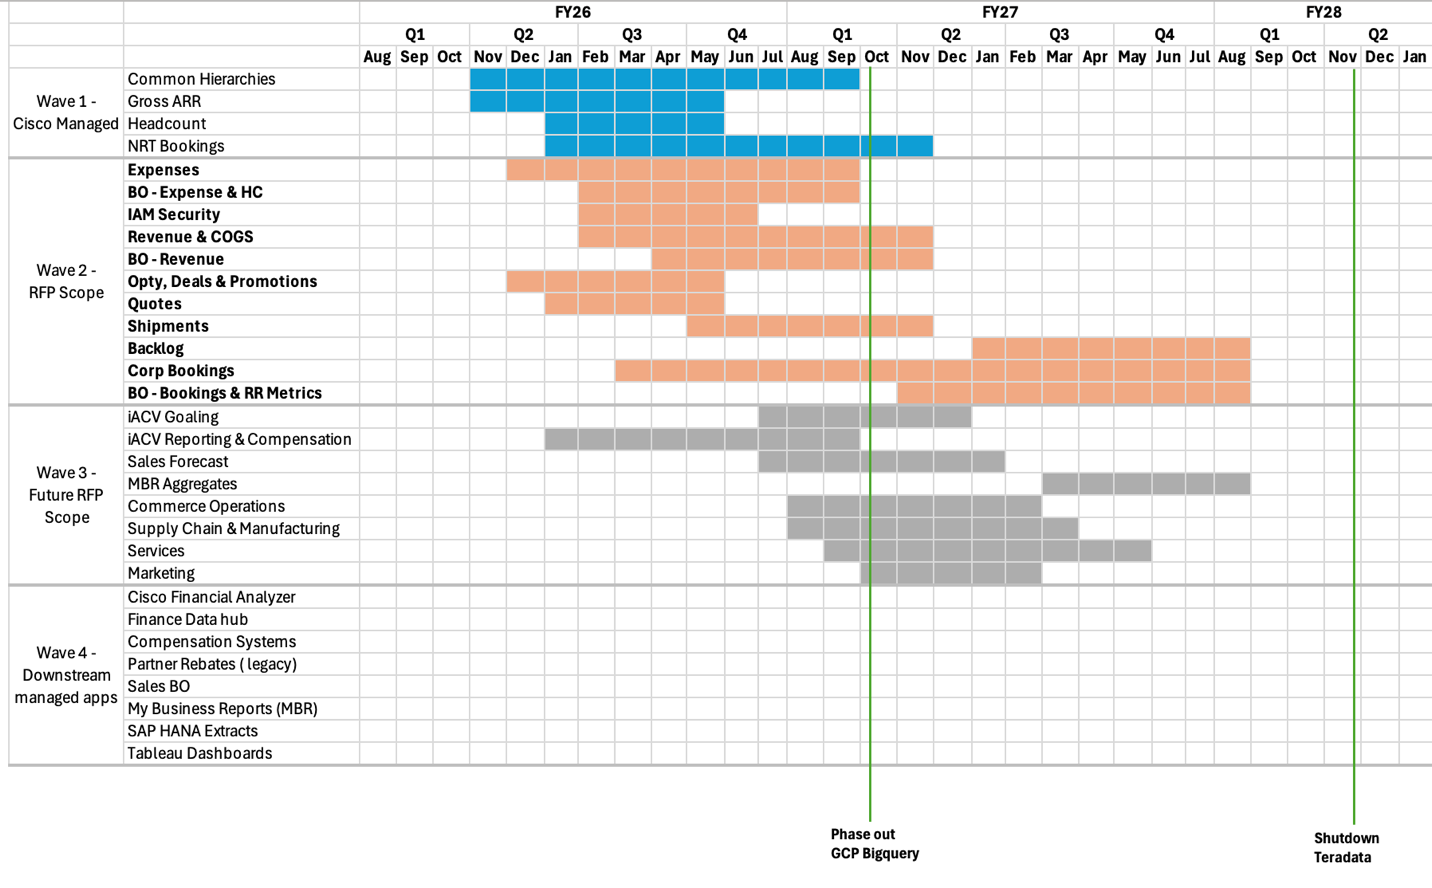 FY26 FY27 FY28
Q1 Q2 Q3 Q4 Q1 Q2 Q3 Q4 Q1 Q2
Aug Sep Oct Nov Dec Jan Feb Mar Apr May Jun Jul Aug Sep Oct Nov Dec Jan Feb Mar Apr May Jun Jul Aug Sep Oct Nov Dec Jan
Wave 1 -
Cisco Managed
Common Hierarchies
Gross ARR
Headcount
NRT Bookings
Wave 2 -
RFP Scope
Expenses
BO - Expense & HC
IAM Security
Revenue & COGS
BO - Revenue
Opty, Deals & Promotions
Quotes
Shipments
Backlog
Corp Bookings
BO - Bookings & RR Metrics
Wave 3 -
Future RFP
Scope
iACV Goaling
iACV Reporting & Compensation
Sales Forecast
MBR Aggregates
Commerce Operations
Supply Chain & Manufacturing
Services
Marketing
Wave 4 -
Downstream
managed apps
Cisco Financial Analyzer
Finance Data hub
Compensation Systems
Partner Rebates ( legacy)
Sales BO
My Business Reports (MBR)
SAP HANA Extracts
Tableau Dashboards
Phase out
GCP Bigquery
Shutdown
Teradata